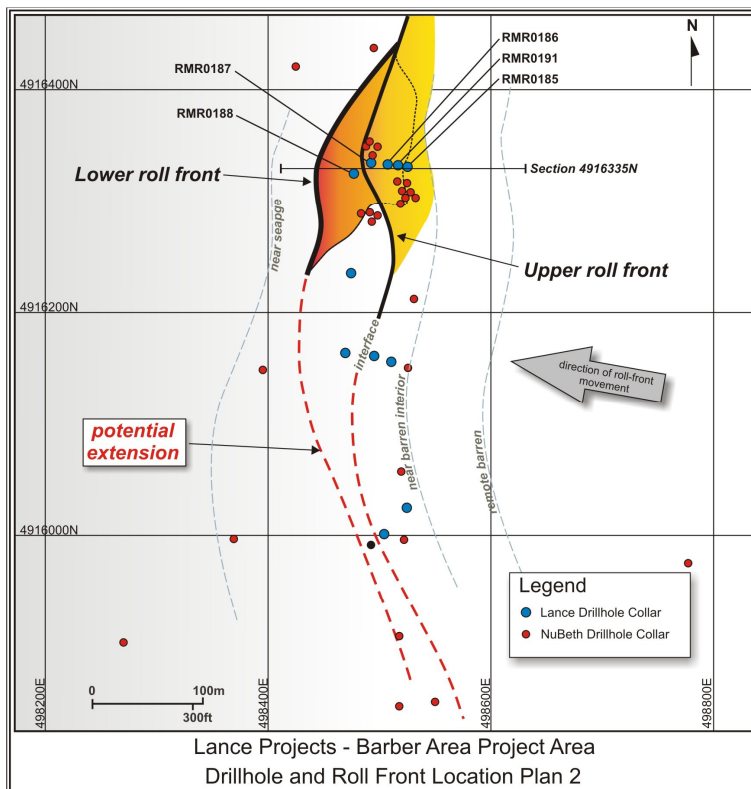 RMR0186
N
RMR0191
RMR0187
RMR0185
4916400N
RMR0188
Section 4916335N
Lower roll front
near seapge
Upper roll front
4916200N
interface
direction of roll-front
movement
potential
extension
near barren interior
remote barren
4916000N
Legend
Lance Drillhole Collar
NuBeth Drillhole Collar
498200E
498400E
498600E
498800E
0
100m
300ft
Lance Projects - Barber Area Project Area
Drillhole and Roll Front Location Plan 2